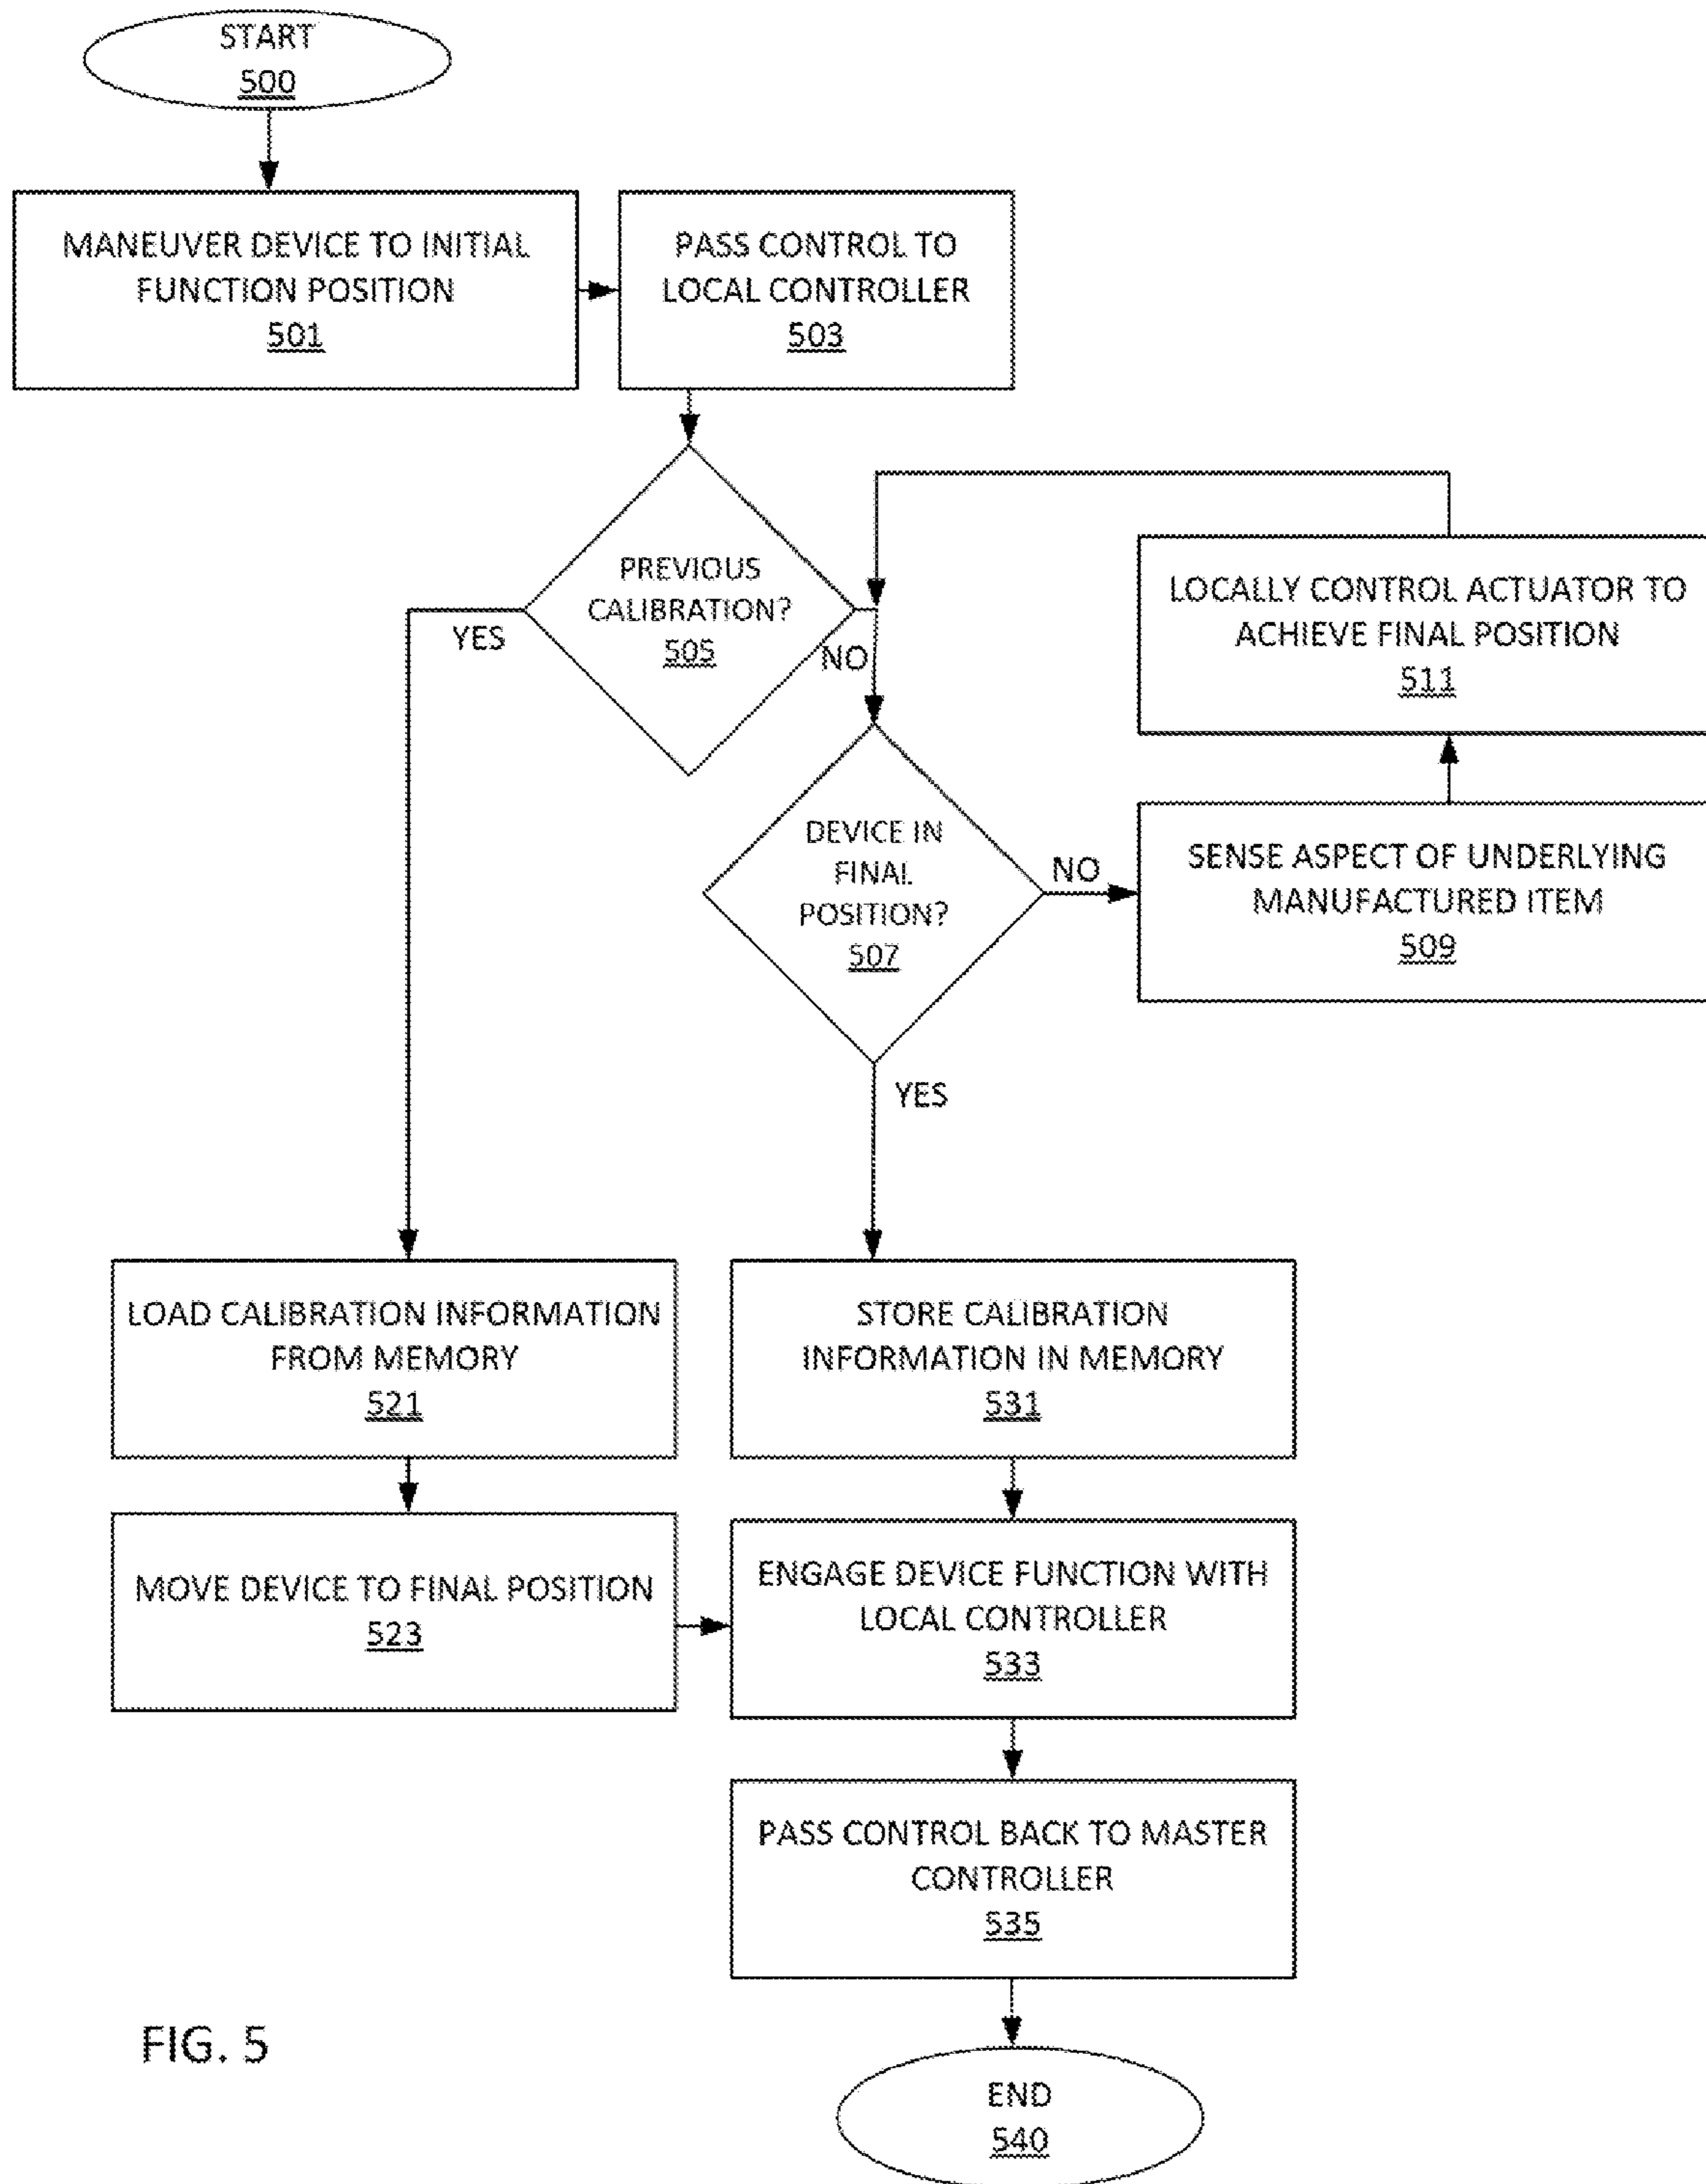 START
500
MANEUVER DEVICE TO INITIAL
FUNCTION POSITION
501
PASS CONTROL TO
LOCAL CONTROLLER
503
PREVIOUS
CALIBRATION?
505
YES
NO
LOCALLY CONTROL ACTUATOR TO
ACHIEVE FINAL POSITION
511
DEVICE IN
FINAL
POSITION?
507
NO
SENSE ASPECT OF UNDERLYING
MANUFACTURED ITEM
509
YES
LOAD CALIBRATION INFORMATION
FROM MEMORY
521
STORE CALIBRATION
INFORMATION IN MEMORY
531
MOVE DEVICE TO FINAL POSITION
523
ENGAGE DEVICE FUNCTION WITH
LOCAL CONTROLLER
533
PASS CONTROL BACK TO MASTER
CONTROLLER
535
FIG. 5
END
540